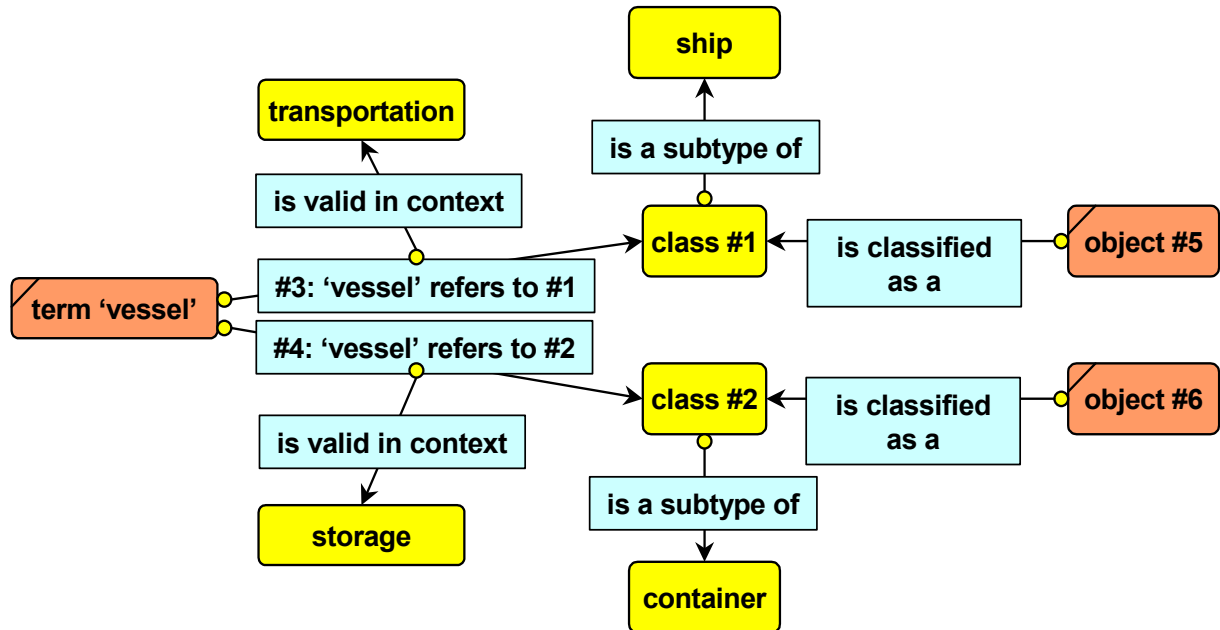 ship
transportation
is a subtype of
is valid in context
class #1
is classified
as a
object #5
#3: ‘vessel’ refers to #1
term ‘vessel’
#4: ‘vessel’ refers to #2
class #2
is classified
as a
object #6
is valid in context
is a subtype of
storage
container